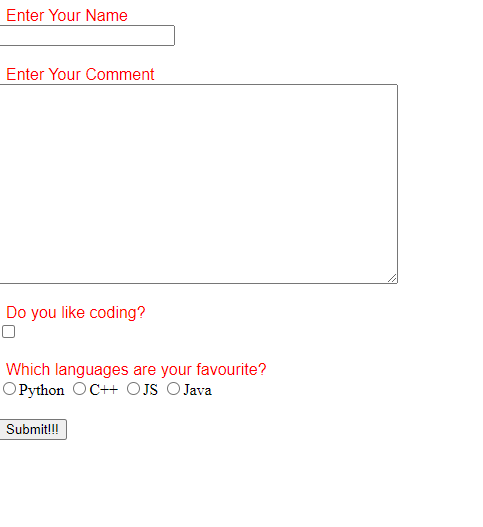 Enter Your Name
Enter Your Comment
Do you like coding?
Which languages are your favourite?
Python C++ JS Java
Submit!!!